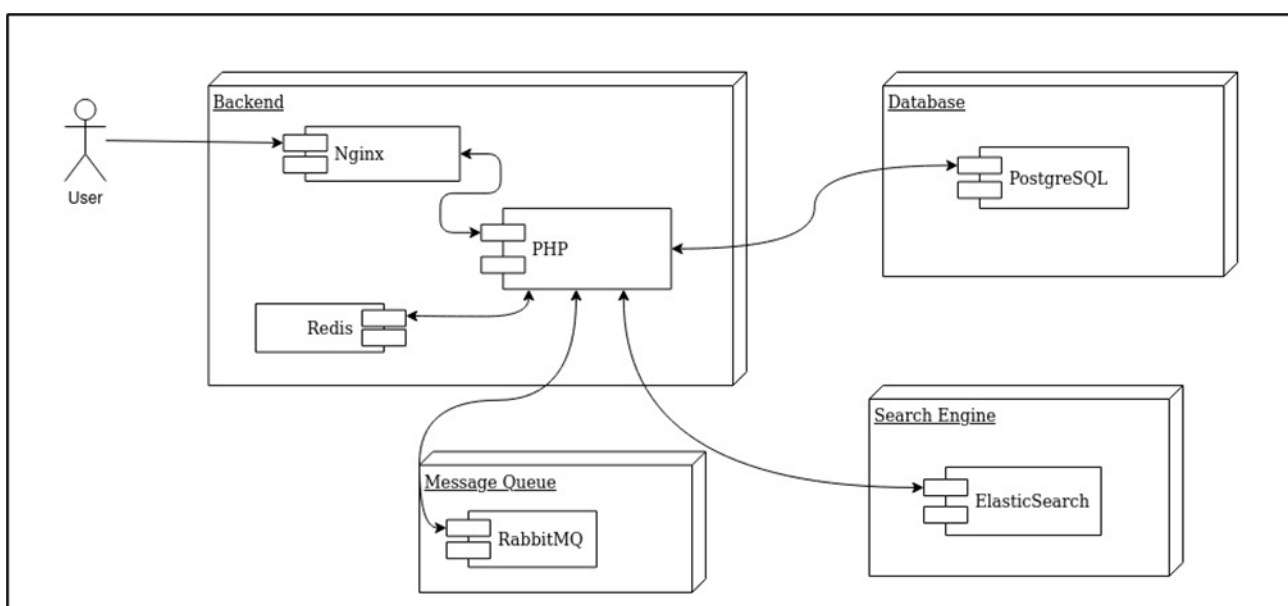 Backend
Database
Nginx
PostgreSQL
User
PHP
Redis
Search Engine
Message Queue
ElasticSearch
RabbitMQ